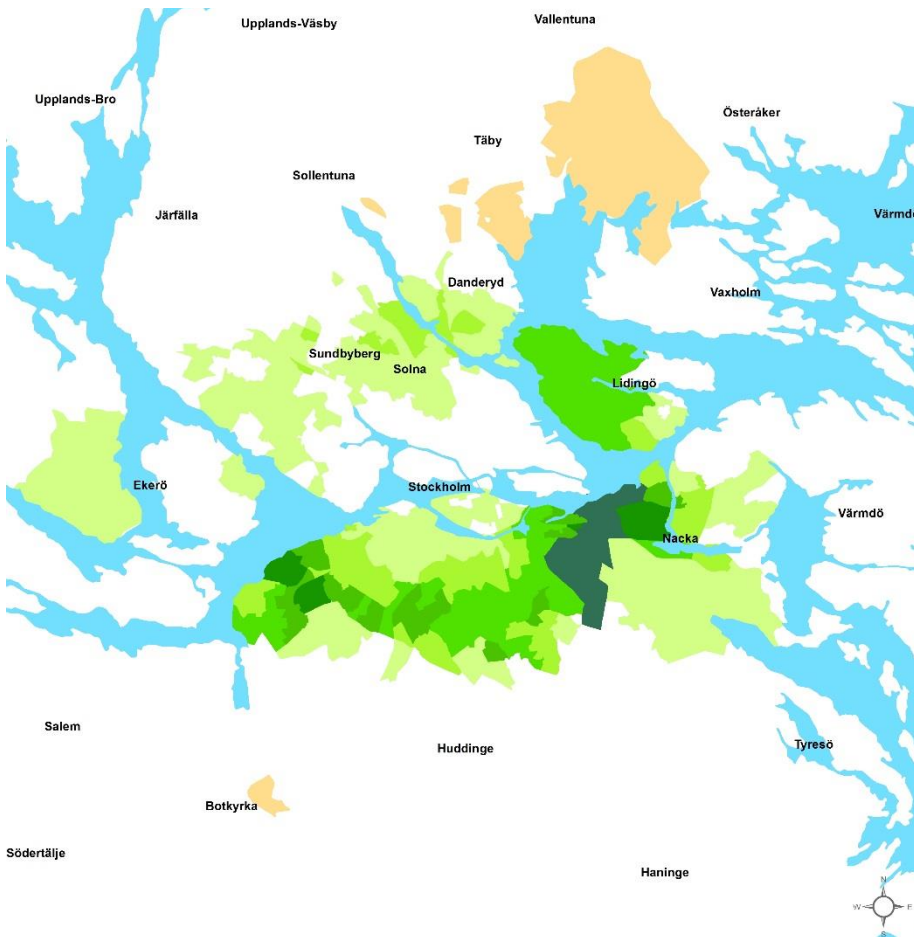 Vallentuna
Upplands-Väsby
Upplands-Bro
Österåker
Täby
Sollentuna
Järfälla
Värmdö
Danderyd
Vaxholm
Sundbyberg
Solna
Lidingö
Ekerö
Stockholm
Värmdö
Nacka
Salem
Huddinge
Tyresö
Botkyrka
Södertälje
Haninge
N
W
E
S